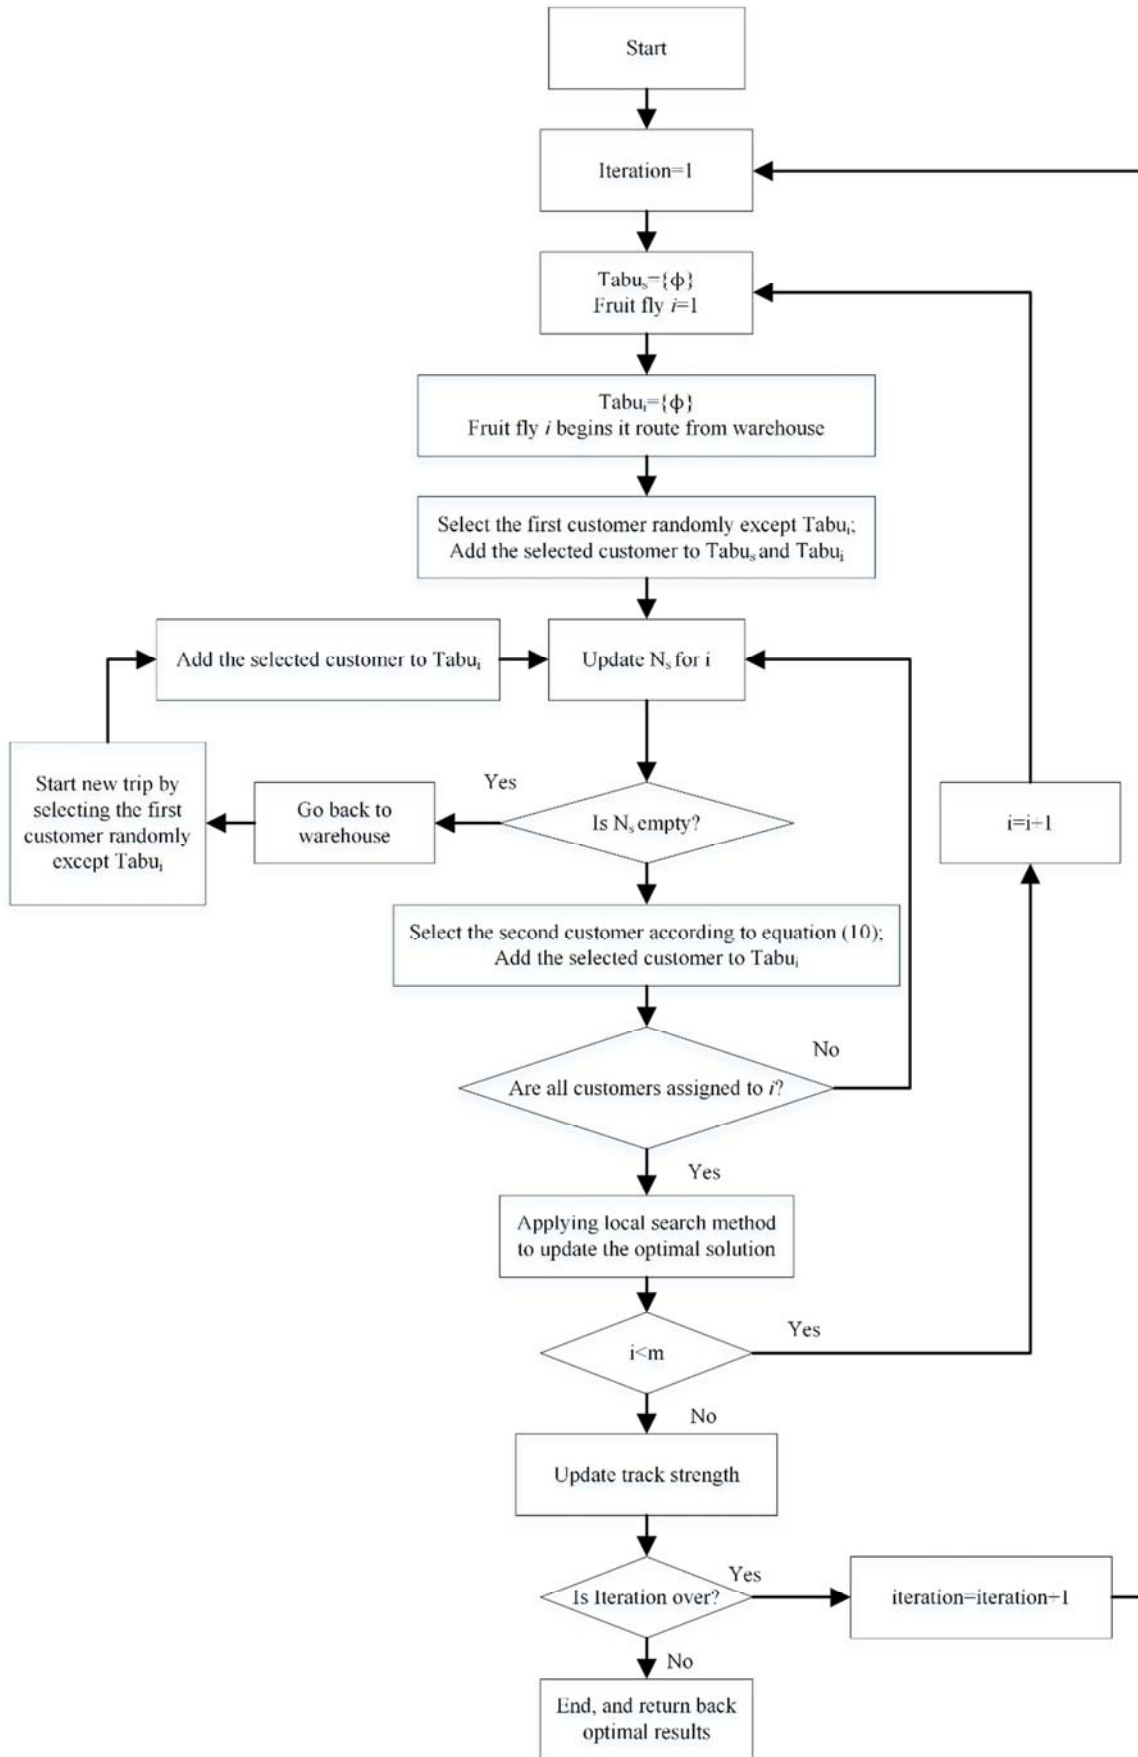 Start
Iteration=1
Tabuₛ={ϕ}
Fruit fly i=1
Tabuᵢ={ϕ}
Fruit fly i begins it route from warehouse
Select the first customer randomly except Tabuᵢ;
Add the selected customer to Tabuₛ and Tabuᵢ
Add the selected customer to Tabuᵢ
Update Nₛ for i
Start new trip by
selecting the first
customer randomly
except Tabuᵢ
Go back to
warehouse
Yes
Is Nₛ empty?
i=i+1
Select the second customer according to equation (10);
Add the selected customer to Tabuᵢ
No
Are all customers assigned to i?
Yes
Applying local search method
to update the optimal solution
Yes
i<m
No
Update track strength
Yes
Is Iteration over?
iteration=iteration+1
No
End, and return back
optimal results